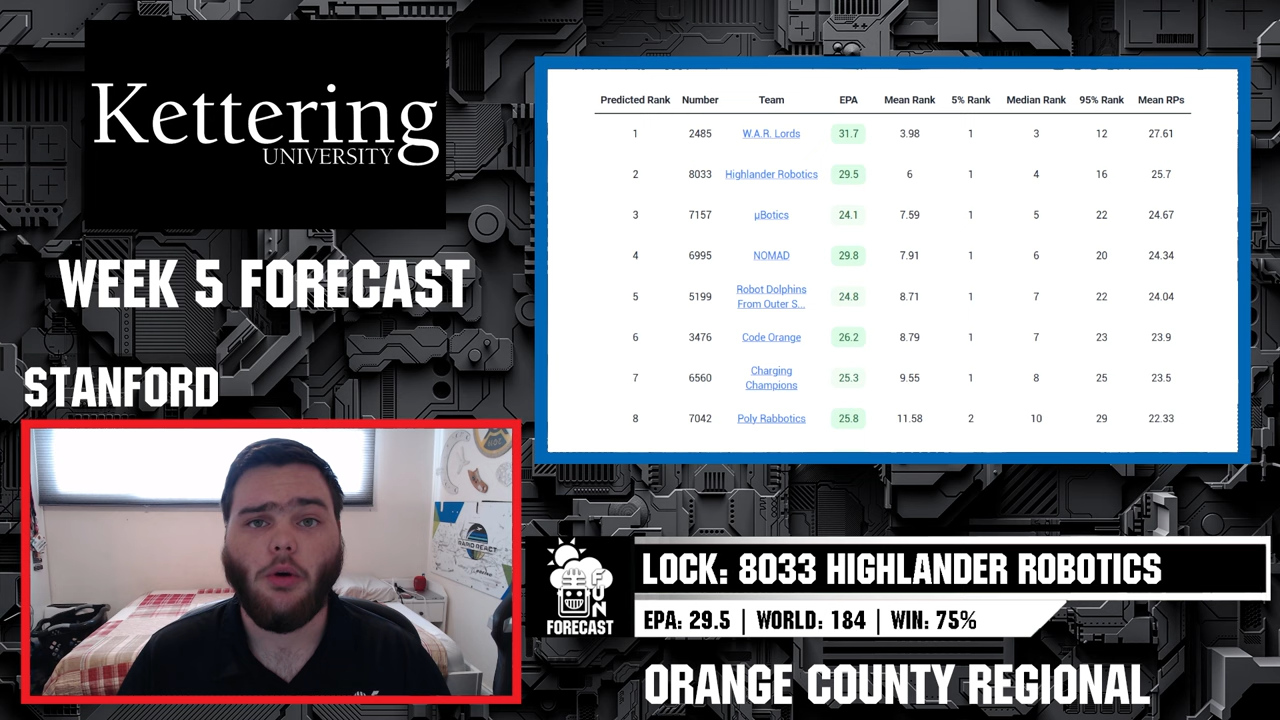 Kettering
UNIVERSITY
WEEK 5 FORECAST
STANFORD
Predicted Rank Number Team EPA Mean Rank 5% Rank Median Rank 95% Rank Mean RPs
1 2485 W.A.R. Lords 31.7 3.98 1 3 12 27.61
2 8033 Highlander Robotics 29.5 6 1 4 16 25.7
3 7157 µBotics 24.1 7.59 1 5 22 24.67
4 6995 NOMAD 29.8 7.91 1 6 20 24.34
5 5199 Robot Dolphins From Outer S... 24.8 8.71 1 7 22 24.04
6 3476 Code Orange 26.2 8.79 1 7 23 23.9
7 6560 Charging Champions 25.3 9.55 1 8 25 23.5
8 7042 Poly Rabbotics 25.8 11.58 2 10 29 22.33
FUN
FORECAST
LOCK: 8033 HIGHLANDER ROBOTICS
EPA: 29.5 | WORLD: 184 | WIN: 75%
ORANGE COUNTY REGIONAL